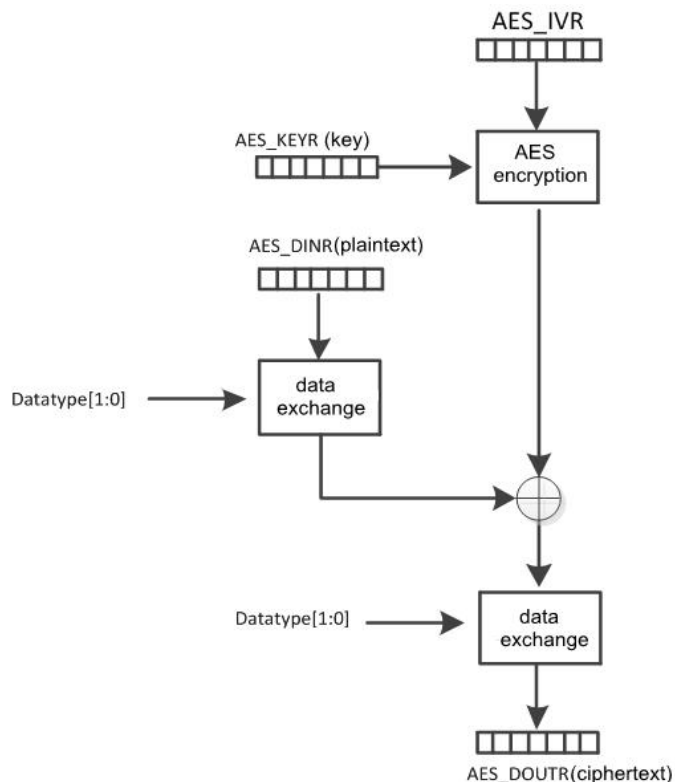 AES_IVR
AES_KEYR (key)
AES
encryption
AES_DINR(plaintext)
data
exchange
Datatype[1:0]
Datatype[1:0]
data
exchange
AES_DOUTR(ciphertext)